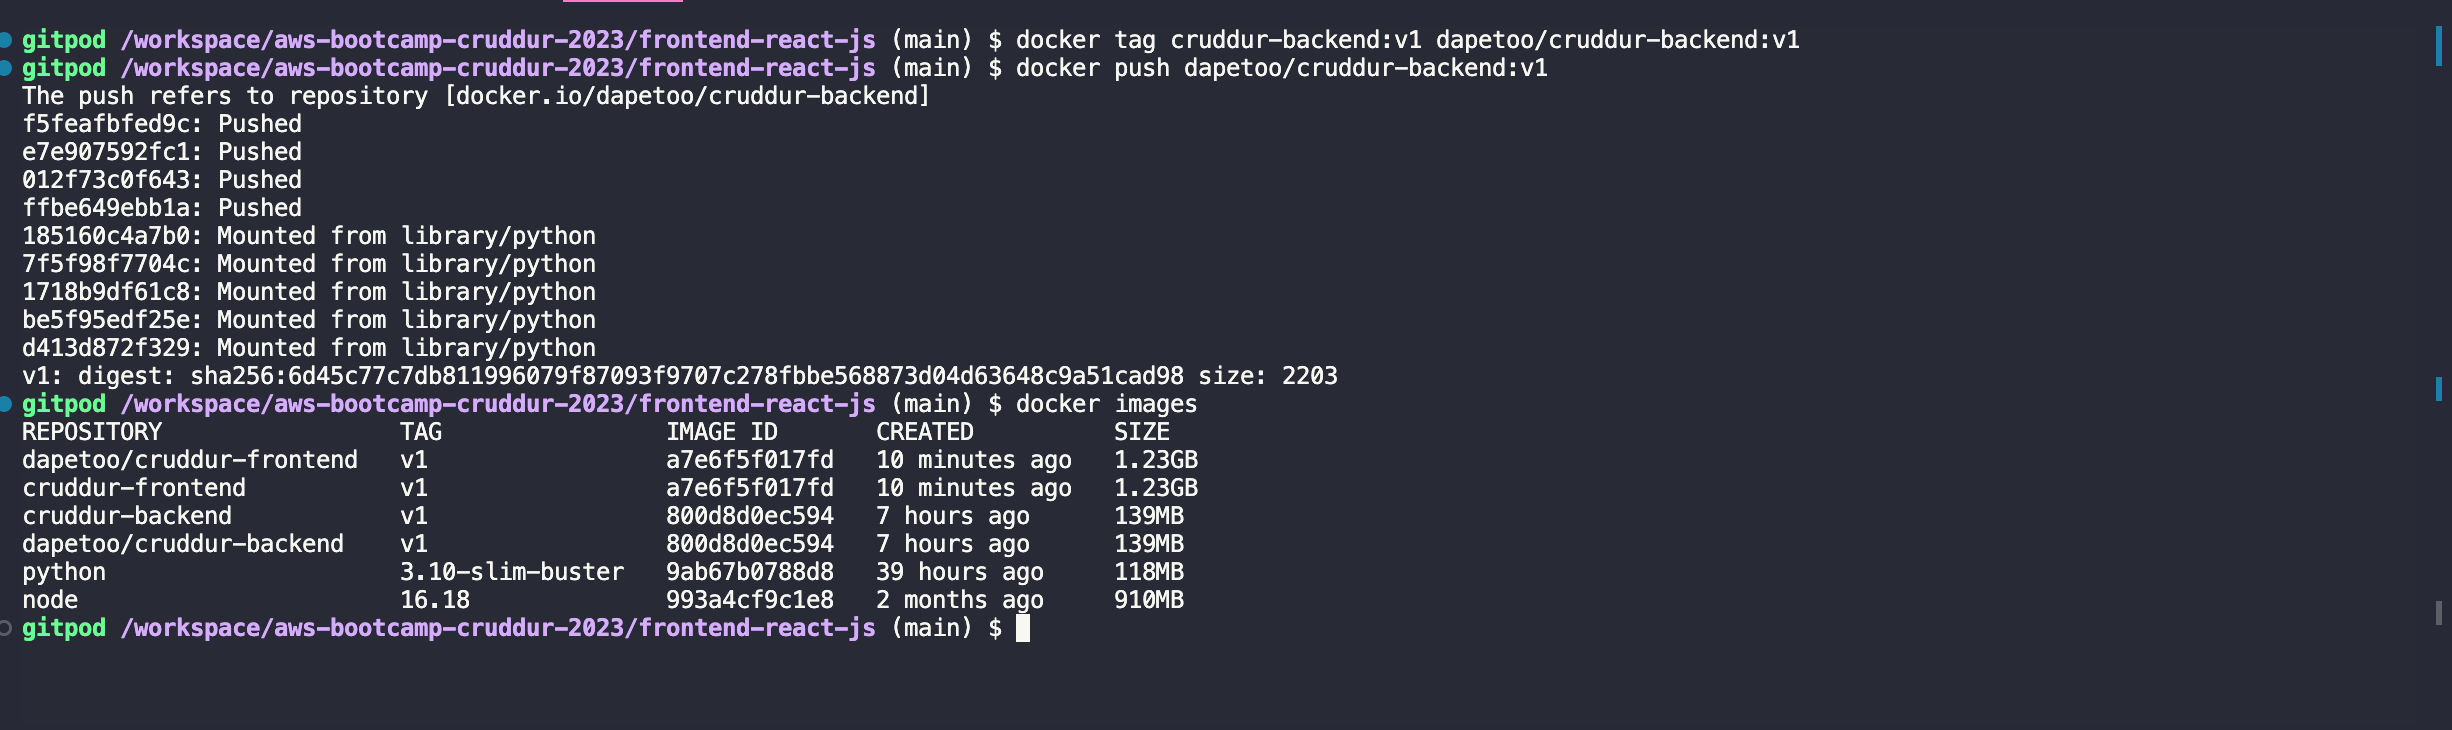 gitpod /workspace/aws-bootcamp-cruddur-2023/frontend-react-js (main) $ docker tag cruddur-backend:v1 dapetoo/cruddur-backend:v1
gitpod /workspace/aws-bootcamp-cruddur-2023/frontend-react-js (main) $ docker push dapetoo/cruddur-backend:v1
The push refers to repository [docker.io/dapetoo/cruddur-backend]
f5feafbfed9c: Pushed
e7e907592fc1: Pushed
012f73c0f643: Pushed
ffbe649ebb1a: Pushed
185160c4a7b0: Mounted from library/python
7f5f98f7704c: Mounted from library/python
1718b9df61c8: Mounted from library/python
be5f95edf25e: Mounted from library/python
d413d872f329: Mounted from library/python
v1: digest: sha256:6d45c77c7db811996079f87093f9707c278fbbe568873d04d63648c9a51cad98 size: 2203
gitpod /workspace/aws-bootcamp-cruddur-2023/frontend-react-js (main) $ docker images
REPOSITORY TAG IMAGE ID CREATED SIZE
dapetoo/cruddur-frontend v1 a7e6f5f017fd 10 minutes ago 1.23GB
cruddur-frontend v1 a7e6f5f017fd 10 minutes ago 1.23GB
cruddur-backend v1 800d8d0ec594 7 hours ago 139MB
dapetoo/cruddur-backend v1 800d8d0ec594 7 hours ago 139MB
python 3.10-slim-buster 9ab67b0788d8 39 hours ago 118MB
node 16.18 993a4cf9c1e8 2 months ago 910MB
gitpod /workspace/aws-bootcamp-cruddur-2023/frontend-react-js (main) $